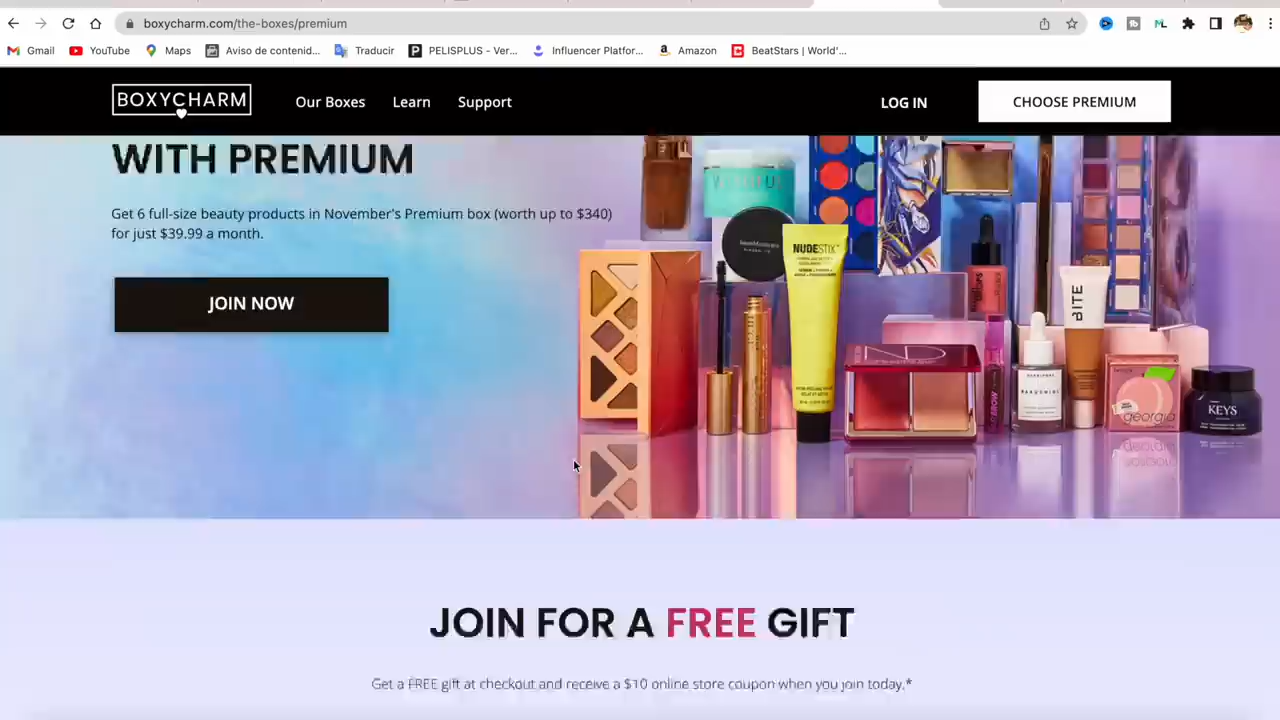 boxycharm.com/the-boxes/premium
Gmail YouTube Maps Aviso de contenid... Traducir PELISPLUS - Ver... Influencer Platfor... Amazon BeatStars | World'...
BOXYCHARM Our Boxes Learn Support LOG IN CHOOSE PREMIUM
WITH PREMIUM
Get 6 full-size beauty products in November's Premium box (worth up to $340)
for just $39.99 a month.
JOIN NOW
NUDESTIX
BITE
georgia
KEYS
JOIN FOR A FREE GIFT
Get a FREE gift at checkout and receive a $10 online store coupon when you join today.*